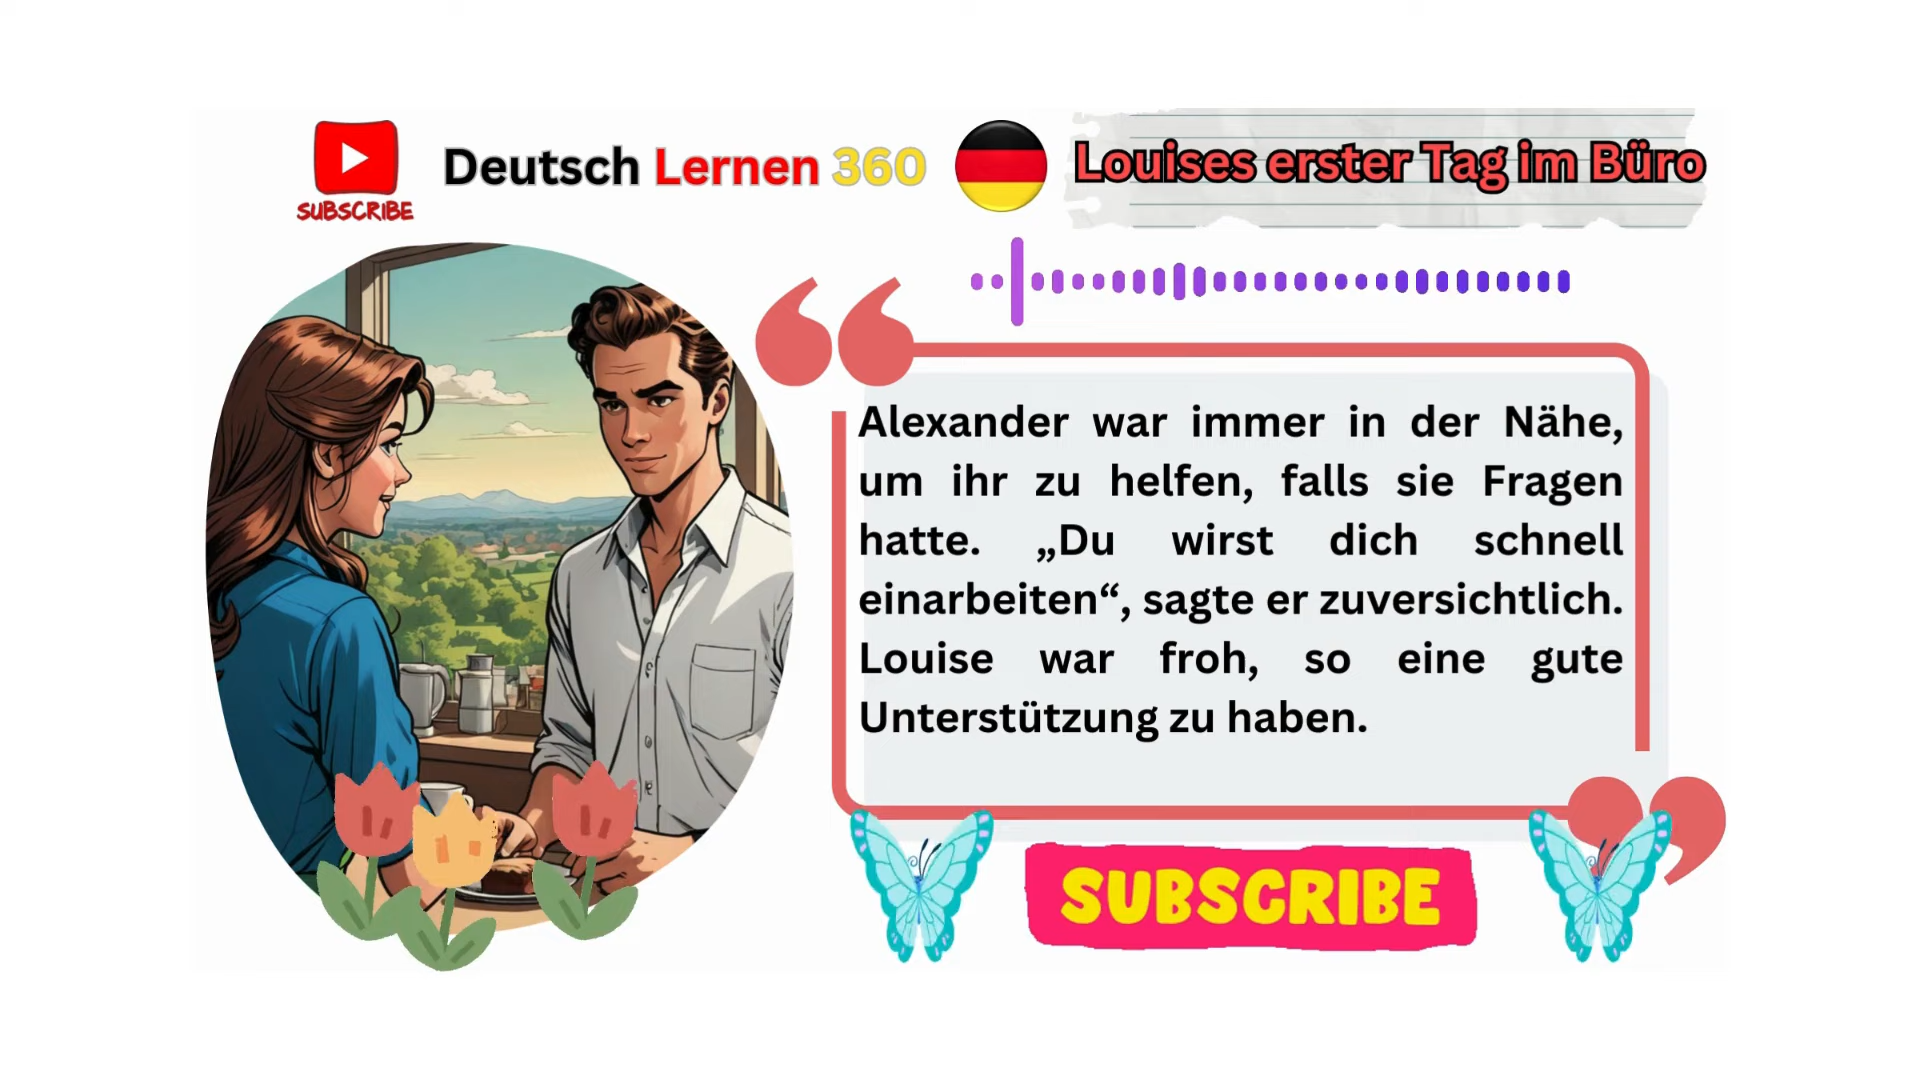 SUBSCRIBE
Deutsch Lernen 360
Louises erster Tag im Büro
Alexander war immer in der Nähe,
um ihr zu helfen, falls sie Fragen
hatte. „Du wirst dich schnell
einarbeiten“, sagte er zuversichtlich.
Louise war froh, so eine gute
Unterstützung zu haben.
SUBSCRIBE